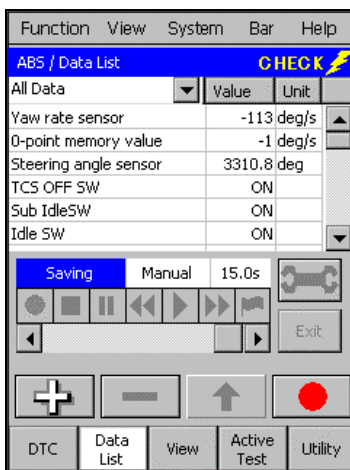 Function View System Bar Help
ABS / Data List CHECK
All Data Value Unit
Yaw rate sensor -113 deg/s
0-point memory value -1 deg/s
Steering angle sensor 3310.8 deg
TCS OFF SW ON
Sub IdleSW ON
Idle SW ON
Saving Manual 15.0s
Exit
DTC Data List View Active Test Utility